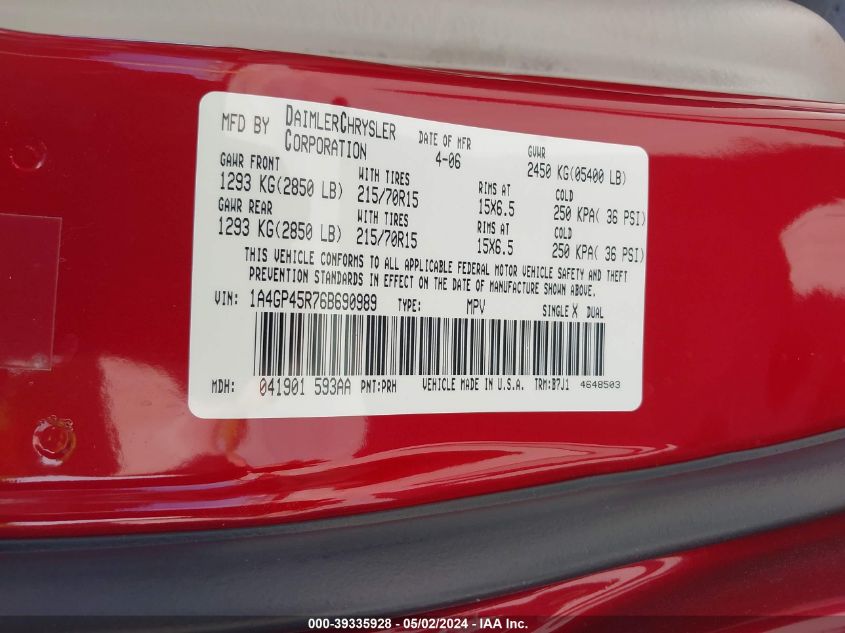 MFD BY DAIMLERCHRYSLER CORPORATION DATE OF MFR 4-06 GVWR 2450 KG(05400 LB)
GAWR FRONT WITH TIRES RIMS AT COLD
1293 KG(2850 LB) 215/70R15 15X6.5 250 KPA( 36 PSI)
GAWR REAR WITH TIRES RIMS AT COLD
1293 KG(2850 LB) 215/70R15 15X6.5 250 KPA( 36 PSI)
THIS VEHICLE CONFORMS TO ALL APPLICABLE FEDERAL MOTOR VEHICLE SAFETY AND THEFT
PREVENTION STANDARDS IN EFFECT ON THE DATE OF MANUFACTURE SHOWN ABOVE.
VIN: 1A4GP45R76B690989 TYPE: MPV SINGLE X DUAL
MDH: 041901 593AA PNT:PRH VEHICLE MADE IN U.S.A. TRM:B7J1 4648503
000-39335928 - 05/02/2024 - IAA Inc.